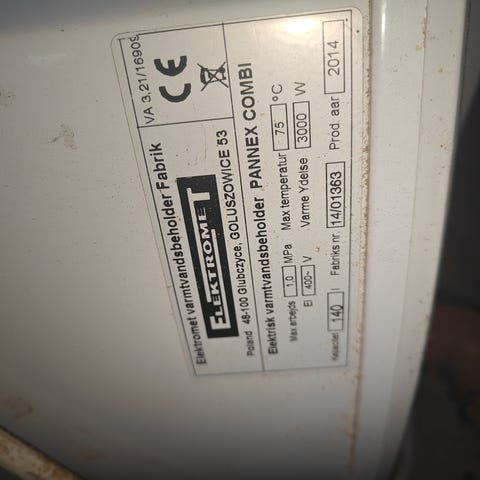 Elektromet varmtvandsbeholder Fabrik
VA 3,21/16909
ELEKTROMET
CE
Poland 48-100 Glubczyce, GOLUSZOWICE 53
Elektrisk varmtvandsbeholder PANNEX COMBI
Max arbejds 1,0 MPa Max temperatur 75 °C
El 400~ V Varme Ydelse 3000 W
Kapacitet 140 l Fabriks nr. 14/01363 Prod. aar 2014